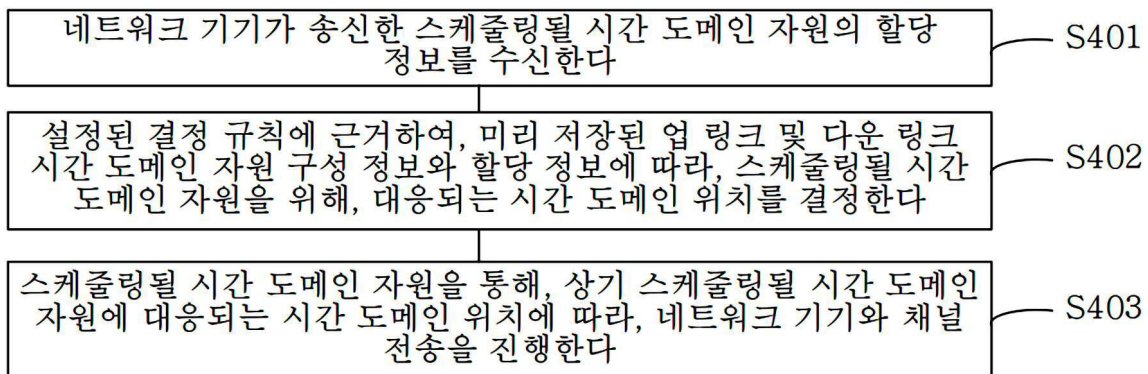 네트워크 기기가 송신한 스케줄링될 시간 도메인 자원의 할당
정보를 수신한다
S401
설정된 결정 규칙에 근거하여, 미리 저장된 업 링크 및 다운 링크
시간 도메인 자원 구성 정보와 할당 정보에 따라, 스케줄링될 시간
도메인 자원을 위해, 대응되는 시간 도메인 위치를 결정한다
S402
스케줄링될 시간 도메인 자원을 통해, 상기 스케줄링될 시간 도메인
자원에 대응되는 시간 도메인 위치에 따라, 네트워크 기기와 채널
전송을 진행한다
S403